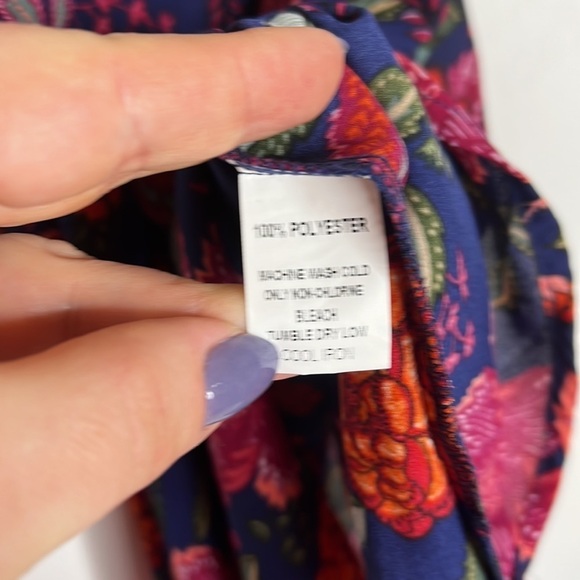 100% POLYESTER
MACHINE WASH COLD
ONLY NON-CHLORINE
BLEACH
TUMBLE DRY LOW
COOL IRON